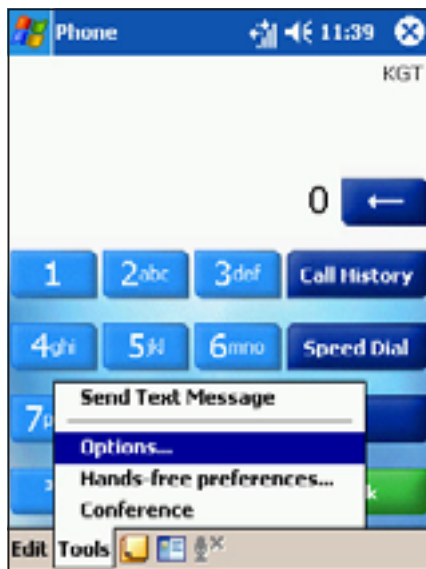 Phone 11:39
KGT
0
1 2abc 3def Call History
4ghi 5jkl 6mno Speed Dial
Send Text Message
7p
Options...
Hands-free preferences...
Conference
k
Edit Tools